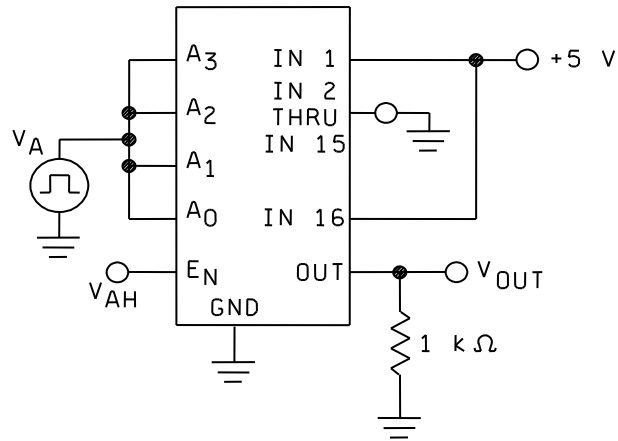 A3 IN 1 +5 V
A2 IN 2
THRU
VA A1 IN 15
A0 IN 16
VAH EN OUT VOUT
GND
1 kΩ